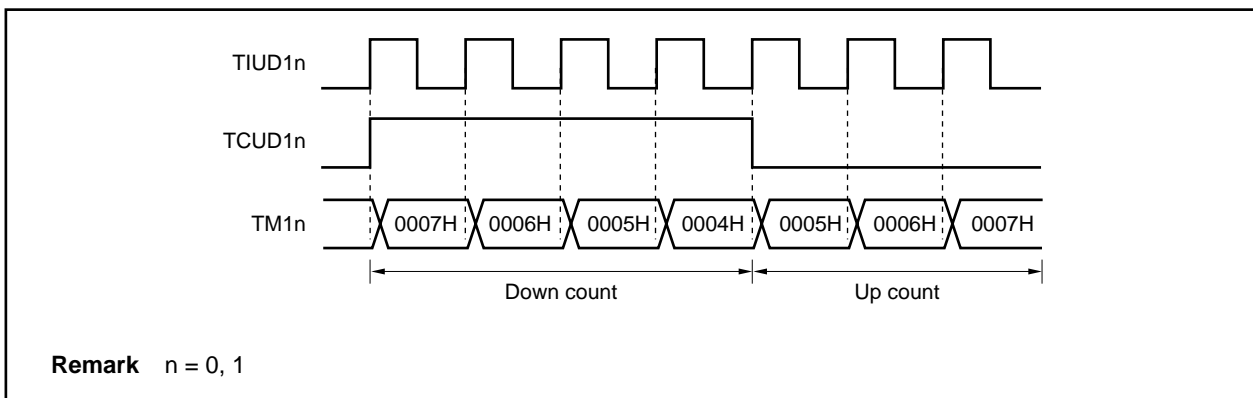 TIUD1n
TCUD1n
TM1n 0007H 0006H 0005H 0004H 0005H 0006H 0007H
Down count Up count
Remark n = 0, 1